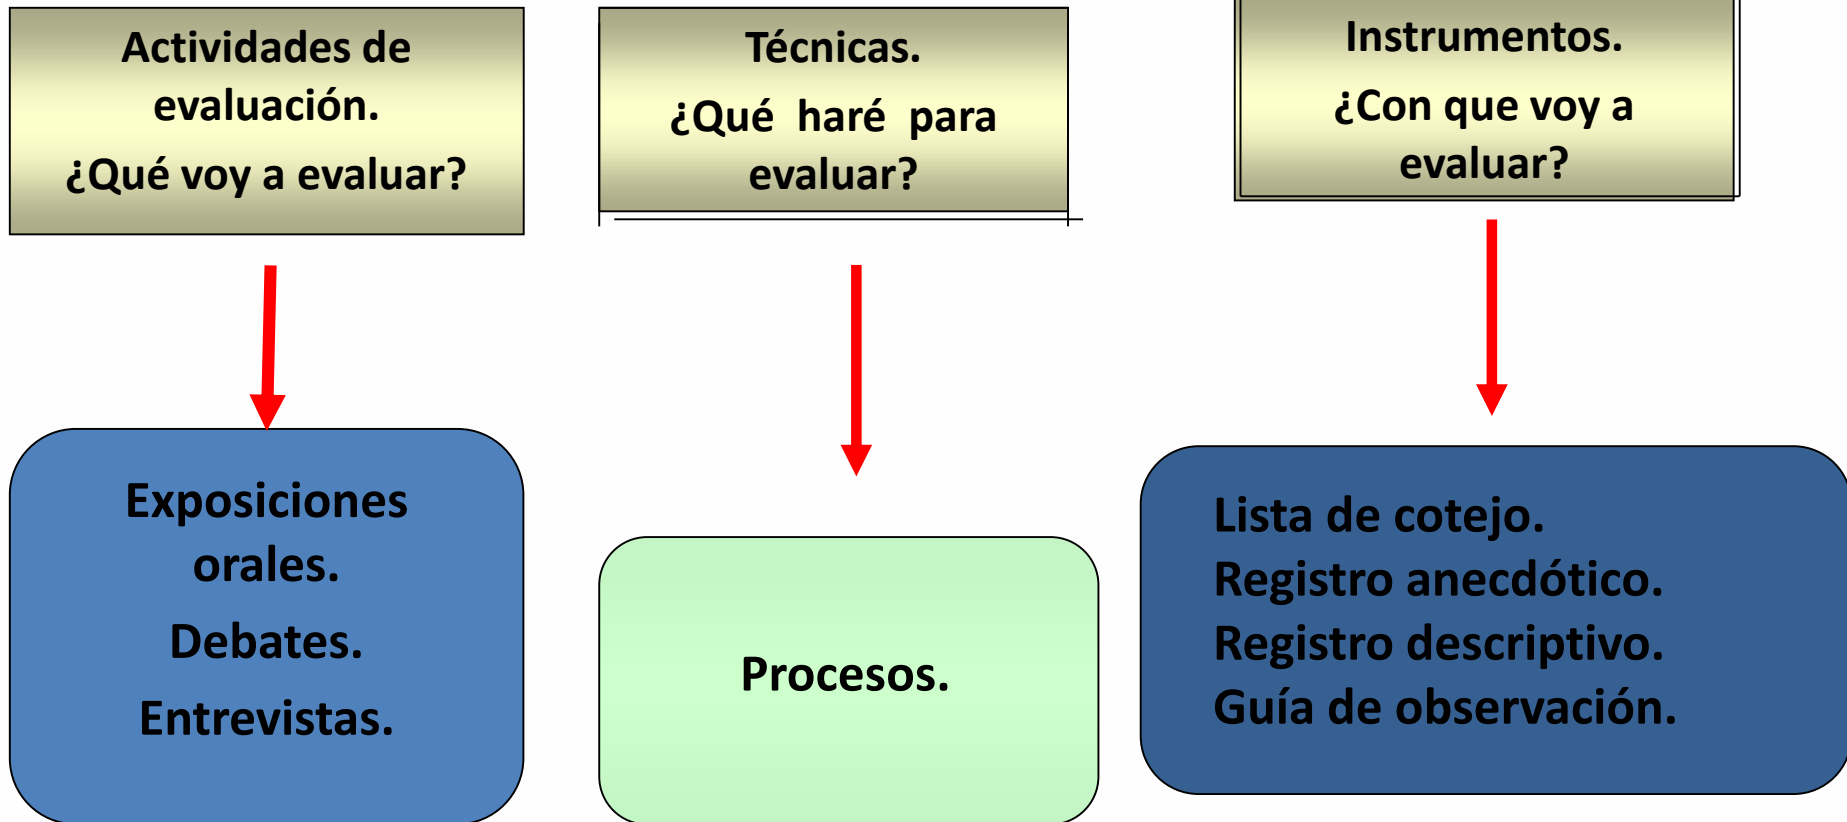 Actividades de
evaluación.
¿Qué voy a evaluar?
Técnicas.
¿Qué haré para
evaluar?
Instrumentos.
¿Con que voy a
evaluar?
Exposiciones
orales.
Debates.
Entrevistas.
Procesos.
Lista de cotejo.
Registro anecdótico.
Registro descriptivo.
Guía de observación.